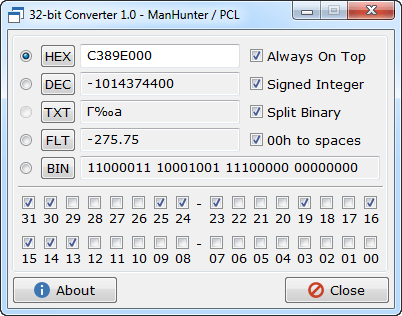 32-bit Converter 1.0 - ManHunter / PCL
HEX C389E000 Always On Top
DEC -1014374400 Signed Integer
TXT Г‰а Split Binary
FLT -275.75 00h to spaces
BIN 11000011 10001001 11100000 00000000
31 30 29 28 27 26 25 24 - 23 22 21 20 19 18 17 16
15 14 13 12 11 10 09 08 - 07 06 05 04 03 02 01 00
About Close